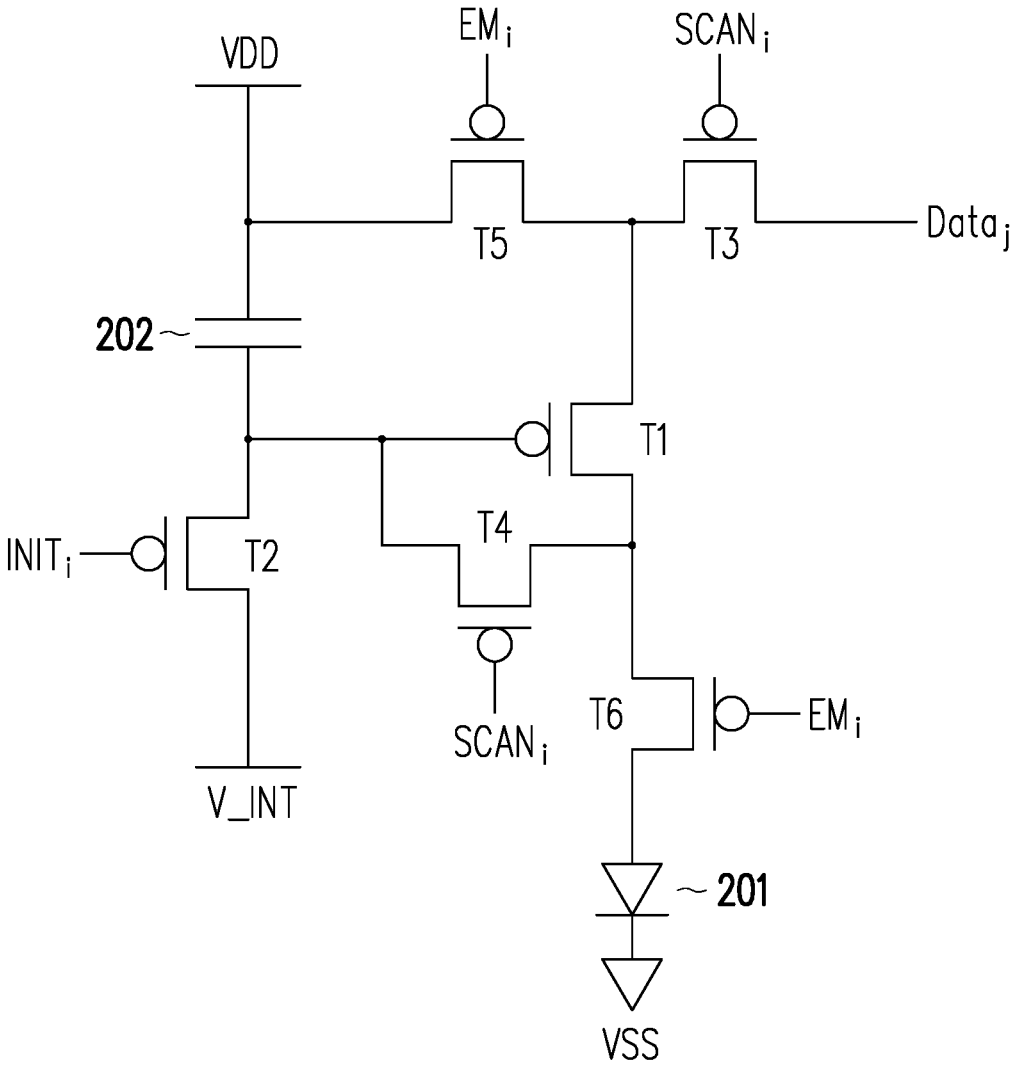 EMi
SCANi
VDD
Dataj
T5
T3
202
T1
T4
INITi
T2
T6
EMi
SCANi
V_INT
201
VSS